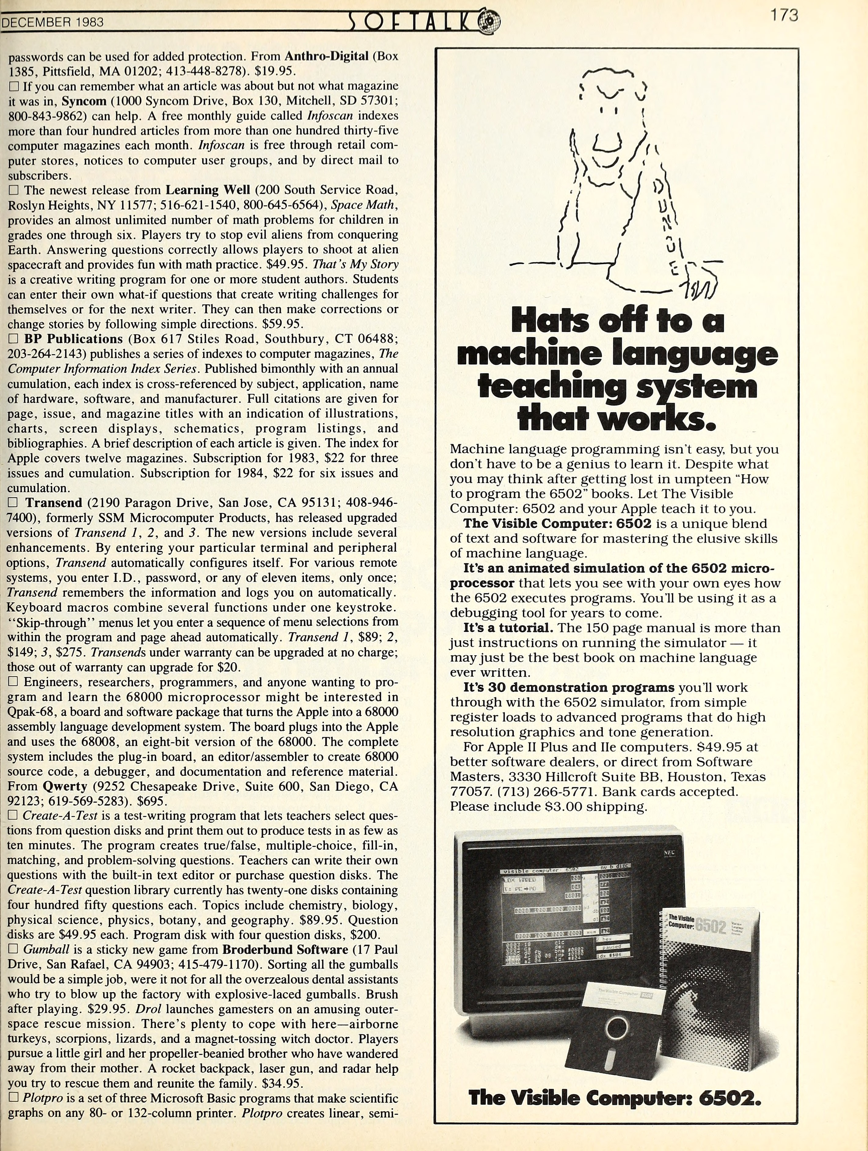 DECEMBER 1983
SOFTALK
173
passwords can be used for added protection. From Anthro-Digital (Box
1385, Pittsfield, MA 01202; 413-448-8278). $19.95.
□ If you can remember what an article was about but not what magazine
it was in, Syncom (1000 Syncom Drive, Box 130, Mitchell, SD 57301;
800-843-9862) can help. A free monthly guide called Infoscan indexes
more than four hundred articles from more than one hundred thirty-five
computer magazines each month. Infoscan is free through retail com-
puter stores, notices to computer user groups, and by direct mail to
subscribers.
□ The newest release from Learning Well (200 South Service Road,
Roslyn Heights, NY 11577; 516-621-1540, 800-645-6564), Space Math,
provides an almost unlimited number of math problems for children in
grades one through six. Players try to stop evil aliens from conquering
Earth. Answering questions correctly allows players to shoot at alien
spacecraft and provides fun with math practice. $49.95. That's My Story
is a creative writing program for one or more student authors. Students
can enter their own what-if questions that create writing challenges for
themselves or for the next writer. They can then make corrections or
change stories by following simple directions. $59.95.
□ BP Publications (Box 617 Stiles Road, Southbury, CT 06488;
203-264-2143) publishes a series of indexes to computer magazines, The
Computer Information Index Series. Published bimonthly with an annual
cumulation, each index is cross-referenced by subject, application, name
of hardware, software, and manufacturer. Full citations are given for
page, issue, and magazine titles with an indication of illustrations,
charts, screen displays, schematics, program listings, and
bibliographies. A brief description of each article is given. The index for
Apple covers twelve magazines. Subscription for 1983, $22 for three
issues and cumulation. Subscription for 1984, $22 for six issues and
cumulation.
□ Transend (2190 Paragon Drive, San Jose, CA 95131; 408-946-
7400), formerly SSM Microcomputer Products, has released upgraded
versions of Transend 1, 2, and 3. The new versions include several
enhancements. By entering your particular terminal and peripheral
options, Transend automatically configures itself. For various remote
systems, you enter I.D., password, or any of eleven items, only once;
Transend remembers the information and logs you on automatically.
Keyboard macros combine several functions under one keystroke.
"Skip-through" menus let you enter a sequence of menu selections from
within the program and page ahead automatically. Transend 1, $89; 2,
$149; 3, $275. Transends under warranty can be upgraded at no charge;
those out of warranty can upgrade for $20.
□ Engineers, researchers, programmers, and anyone wanting to pro-
gram and learn the 68000 microprocessor might be interested in
Qpak-68, a board and software package that turns the Apple into a 68000
assembly language development system. The board plugs into the Apple
and uses the 68008, an eight-bit version of the 68000. The complete
system includes the plug-in board, an editor/assembler to create 68000
source code, a debugger, and documentation and reference material.
From Qwerty (9252 Chesapeake Drive, Suite 600, San Diego, CA
92123; 619-569-5283). $695.
□ Create-A-Test is a test-writing program that lets teachers select ques-
tions from question disks and print them out to produce tests in as few as
ten minutes. The program creates true/false, multiple-choice, fill-in,
matching, and problem-solving questions. Teachers can write their own
questions with the built-in text editor or purchase question disks. The
Create-A-Test question library currently has twenty-one disks containing
four hundred fifty questions each. Topics include chemistry, biology,
physical science, physics, botany, and geography. $89.95. Question
disks are $49.95 each. Program disk with four question disks, $200.
□ Gumball is a sticky new game from Broderbund Software (17 Paul
Drive, San Rafael, CA 94903; 415-479-1170). Sorting all the gumballs
would be a simple job, were it not for all the overzealous dental assistants
who try to blow up the factory with explosive-laced gumballs. Brush
after playing. $29.95. Drol launches gamesters on an amusing outer-
space rescue mission. There's plenty to cope with here—airborne
turkeys, scorpions, lizards, and a magnet-tossing witch doctor. Players
pursue a little girl and her propeller-beanied brother who have wandered
away from their mother. A rocket backpack, laser gun, and radar help
you try to rescue them and reunite the family. $34.95.
□ Plotpro is a set of three Microsoft Basic programs that make scientific
graphs on any 80- or 132-column printer. Plotpro creates linear, semi-
DUNCE
Hats off to a
machine language
teaching system
that works.
Machine language programming isn't easy, but you
don't have to be a genius to learn it. Despite what
you may think after getting lost in umpteen "How
to program the 6502" books. Let The Visible
Computer: 6502 and your Apple teach it to you.
The Visible Computer: 6502 is a unique blend
of text and software for mastering the elusive skills
of machine language.
It's an animated simulation of the 6502 micro-
processor that lets you see with your own eyes how
the 6502 executes programs. You'll be using it as a
debugging tool for years to come.
It's a tutorial. The 150 page manual is more than
just instructions on running the simulator — it
may just be the best book on machine language
ever written.
It's 30 demonstration programs you'll work
through with the 6502 simulator, from simple
register loads to advanced programs that do high
resolution graphics and tone generation.
For Apple II Plus and IIe computers. $49.95 at
better software dealers, or direct from Software
Masters, 3330 Hillcroft Suite BB, Houston, Texas
77057. (713) 266-5771. Bank cards accepted.
Please include $3.00 shipping.
NEC
visible computer 6502
The Visible
Computer: 6502
The Visible Computer: 6502.